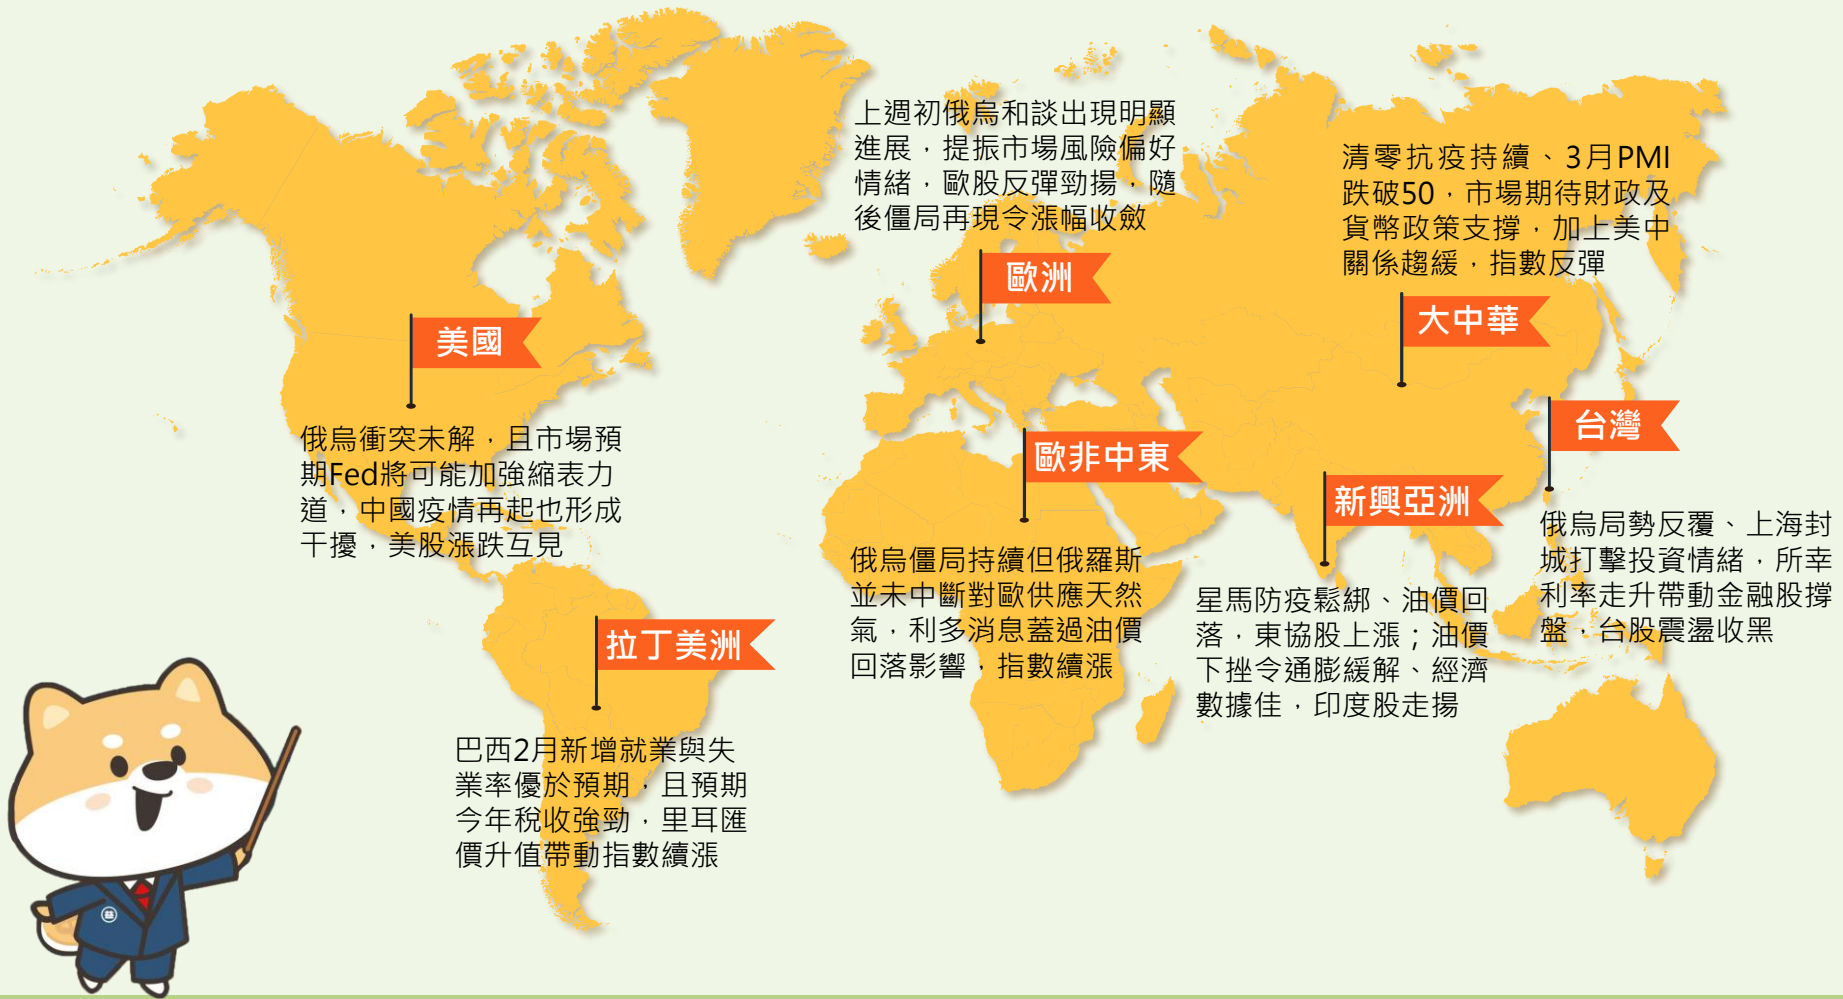 上週初俄烏和談出現明顯
進展，提振市場風險偏好
情緒，歐股反彈勁揚，隨
後僵局再現令漲幅收斂
歐洲
清零抗疫持續、3月PMI
跌破50，市場期待財政及
貨幣政策支撐，加上美中
關係趨緩，指數反彈
大中華
美國
俄烏衝突未解，且市場預
期Fed將可能加強縮表力
道，中國疫情再起也形成
干擾，美股漲跌互見
歐非中東
俄烏僵局持續但俄羅斯
並未中斷對歐供應天然
氣，利多消息蓋過油價
回落影響，指數續漲
新興亞洲
星馬防疫鬆綁、油價回
落，東協股上漲；油價
下挫令通膨緩解、經濟
數據佳，印度股走揚
台灣
俄烏局勢反覆、上海封
城打擊投資情緒，所幸
利率走升帶動金融股撐
盤，台股震盪收黑
拉丁美洲
巴西2月新增就業與失
業率優於預期，且預期
今年稅收強勁，里耳匯
價升值帶動指數續漲